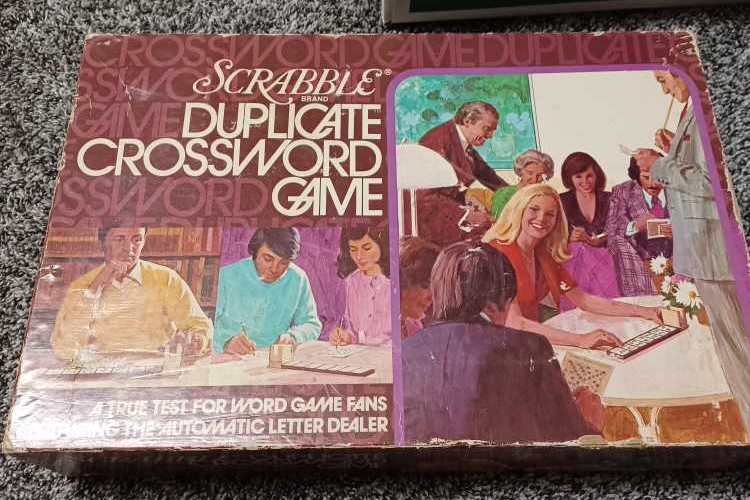 CROSSWORD GAME DUPLICATE
SCRABBLE®
BRAND
DUPLICATE
CROSSWORD
GAME
A TRUE TEST FOR WORD GAME FANS
THE AUTOMATIC LETTER DEALER